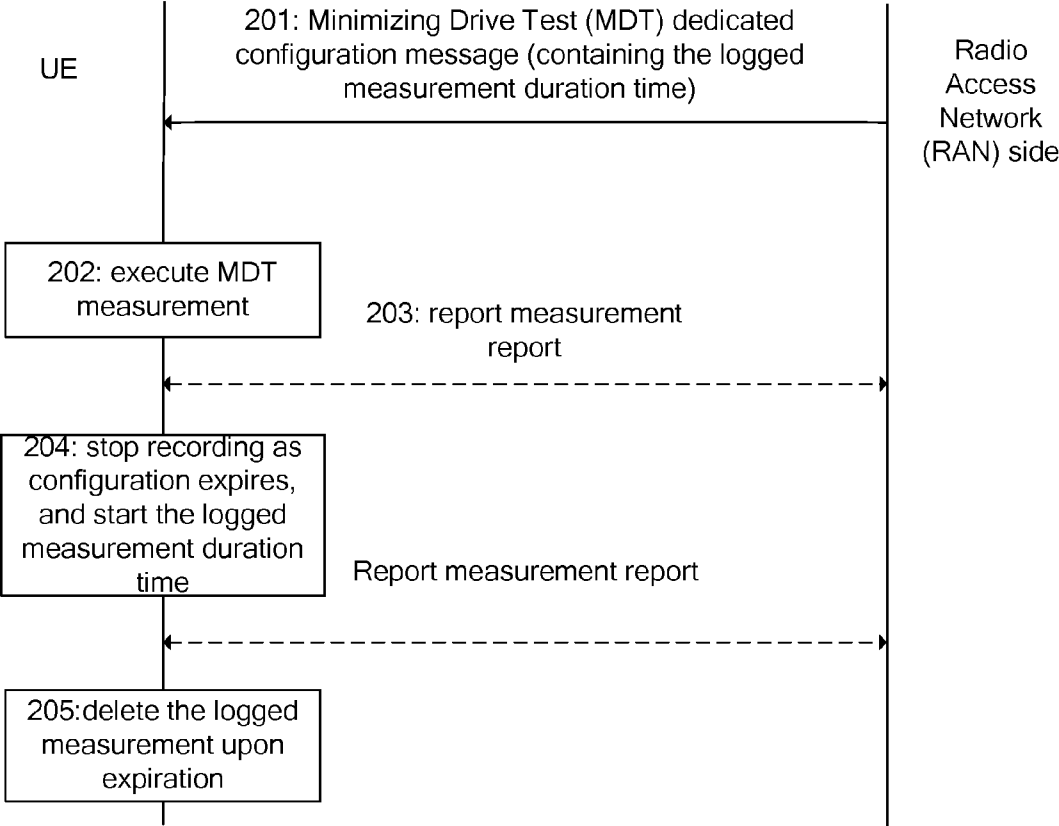 201: Minimizing Drive Test (MDT) dedicated
configuration message (containing the logged
measurement duration time)
UE
Radio
Access
Network
(RAN) side
202: execute MDT
measurement
203: report measurement
report
204: stop recording as
configuration expires,
and start the logged
measurement duration
time
Report measurement report
205:delete the logged
measurement upon
expiration